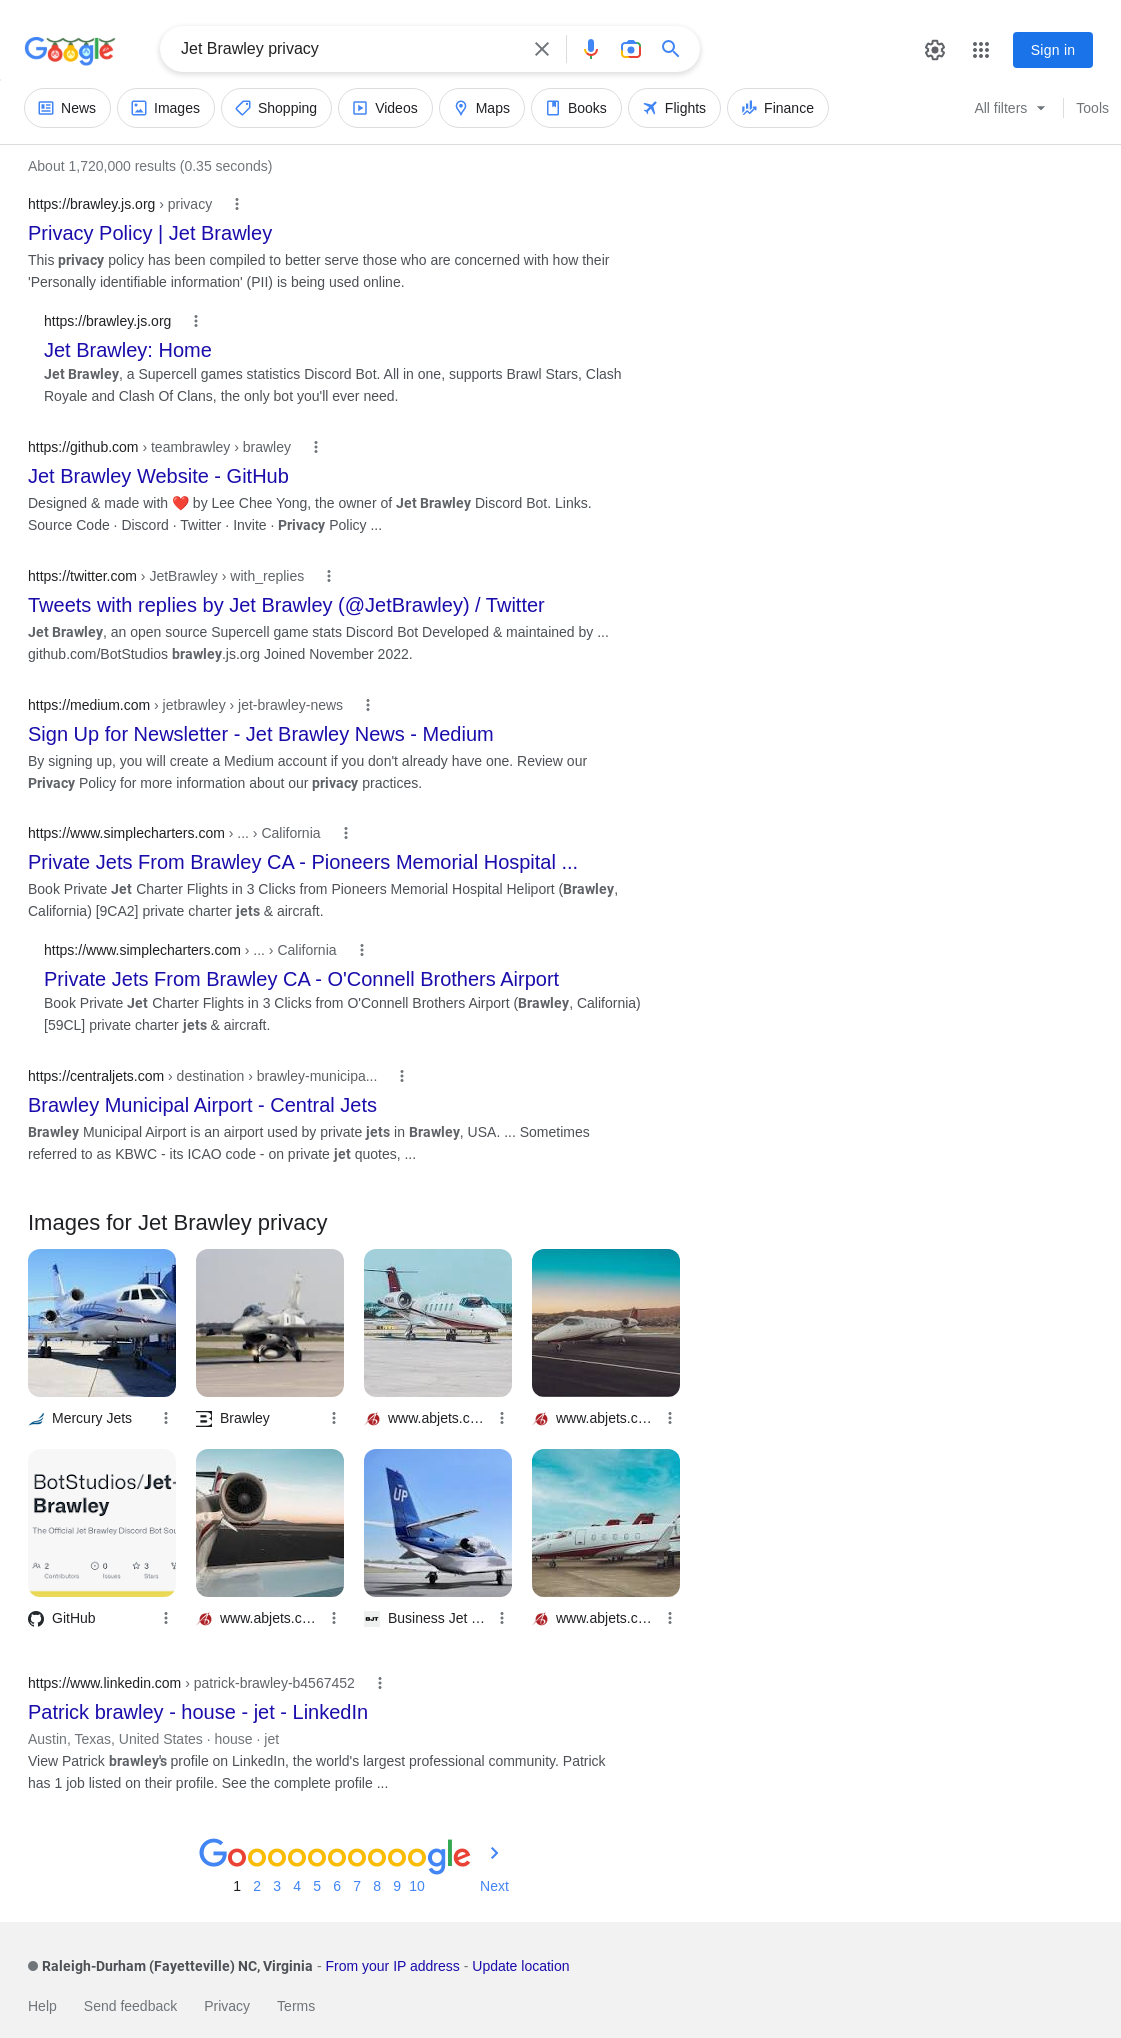 Google
Jet Brawley privacy
Sign in
News
Images
Shopping
Videos
Maps
Books
Flights
Finance
All filters
Tools
About 1,720,000 results (0.35 seconds)
https://brawley.js.org › privacy
Privacy Policy | Jet Brawley
This privacy policy has been compiled to better serve those who are concerned with how their
'Personally identifiable information' (PII) is being used online.
https://brawley.js.org
Jet Brawley: Home
Jet Brawley, a Supercell games statistics Discord Bot. All in one, supports Brawl Stars, Clash
Royale and Clash Of Clans, the only bot you'll ever need.
https://github.com › teambrawley › brawley
Jet Brawley Website - GitHub
Designed & made with ❤️ by Lee Chee Yong, the owner of Jet Brawley Discord Bot. Links.
Source Code · Discord · Twitter · Invite · Privacy Policy ...
https://twitter.com › JetBrawley › with_replies
Tweets with replies by Jet Brawley (@JetBrawley) / Twitter
Jet Brawley, an open source Supercell game stats Discord Bot Developed & maintained by ...
github.com/BotStudios brawley.js.org Joined November 2022.
https://medium.com › jetbrawley › jet-brawley-news
Sign Up for Newsletter - Jet Brawley News - Medium
By signing up, you will create a Medium account if you don't already have one. Review our
Privacy Policy for more information about our privacy practices.
https://www.simplecharters.com › ... › California
Private Jets From Brawley CA - Pioneers Memorial Hospital ...
Book Private Jet Charter Flights in 3 Clicks from Pioneers Memorial Hospital Heliport (Brawley,
California) [9CA2] private charter jets & aircraft.
https://www.simplecharters.com › ... › California
Private Jets From Brawley CA - O'Connell Brothers Airport
Book Private Jet Charter Flights in 3 Clicks from O'Connell Brothers Airport (Brawley, California)
[59CL] private charter jets & aircraft.
https://centraljets.com › destination › brawley-municipa...
Brawley Municipal Airport - Central Jets
Brawley Municipal Airport is an airport used by private jets in Brawley, USA. ... Sometimes
referred to as KBWC - its ICAO code - on private jet quotes, ...
Images for Jet Brawley privacy
Mercury Jets
Brawley
www.abjets.c...
www.abjets.c...
BotStudios/Jet-
Brawley
The Official Jet Brawley Discord Bot Sou
2
Contributors
0
Issues
3
Stars
UP
GitHub
www.abjets.c...
BJT
Business Jet ...
www.abjets.c...
https://www.linkedin.com › patrick-brawley-b4567452
Patrick brawley - house - jet - LinkedIn
Austin, Texas, United States · house · jet
View Patrick brawley's profile on LinkedIn, the world's largest professional community. Patrick
has 1 job listed on their profile. See the complete profile ...
Goooooooooogle
1 2 3 4 5 6 7 8 9 10 Next
Raleigh-Durham (Fayetteville) NC, Virginia - From your IP address - Update location
Help
Send feedback
Privacy
Terms